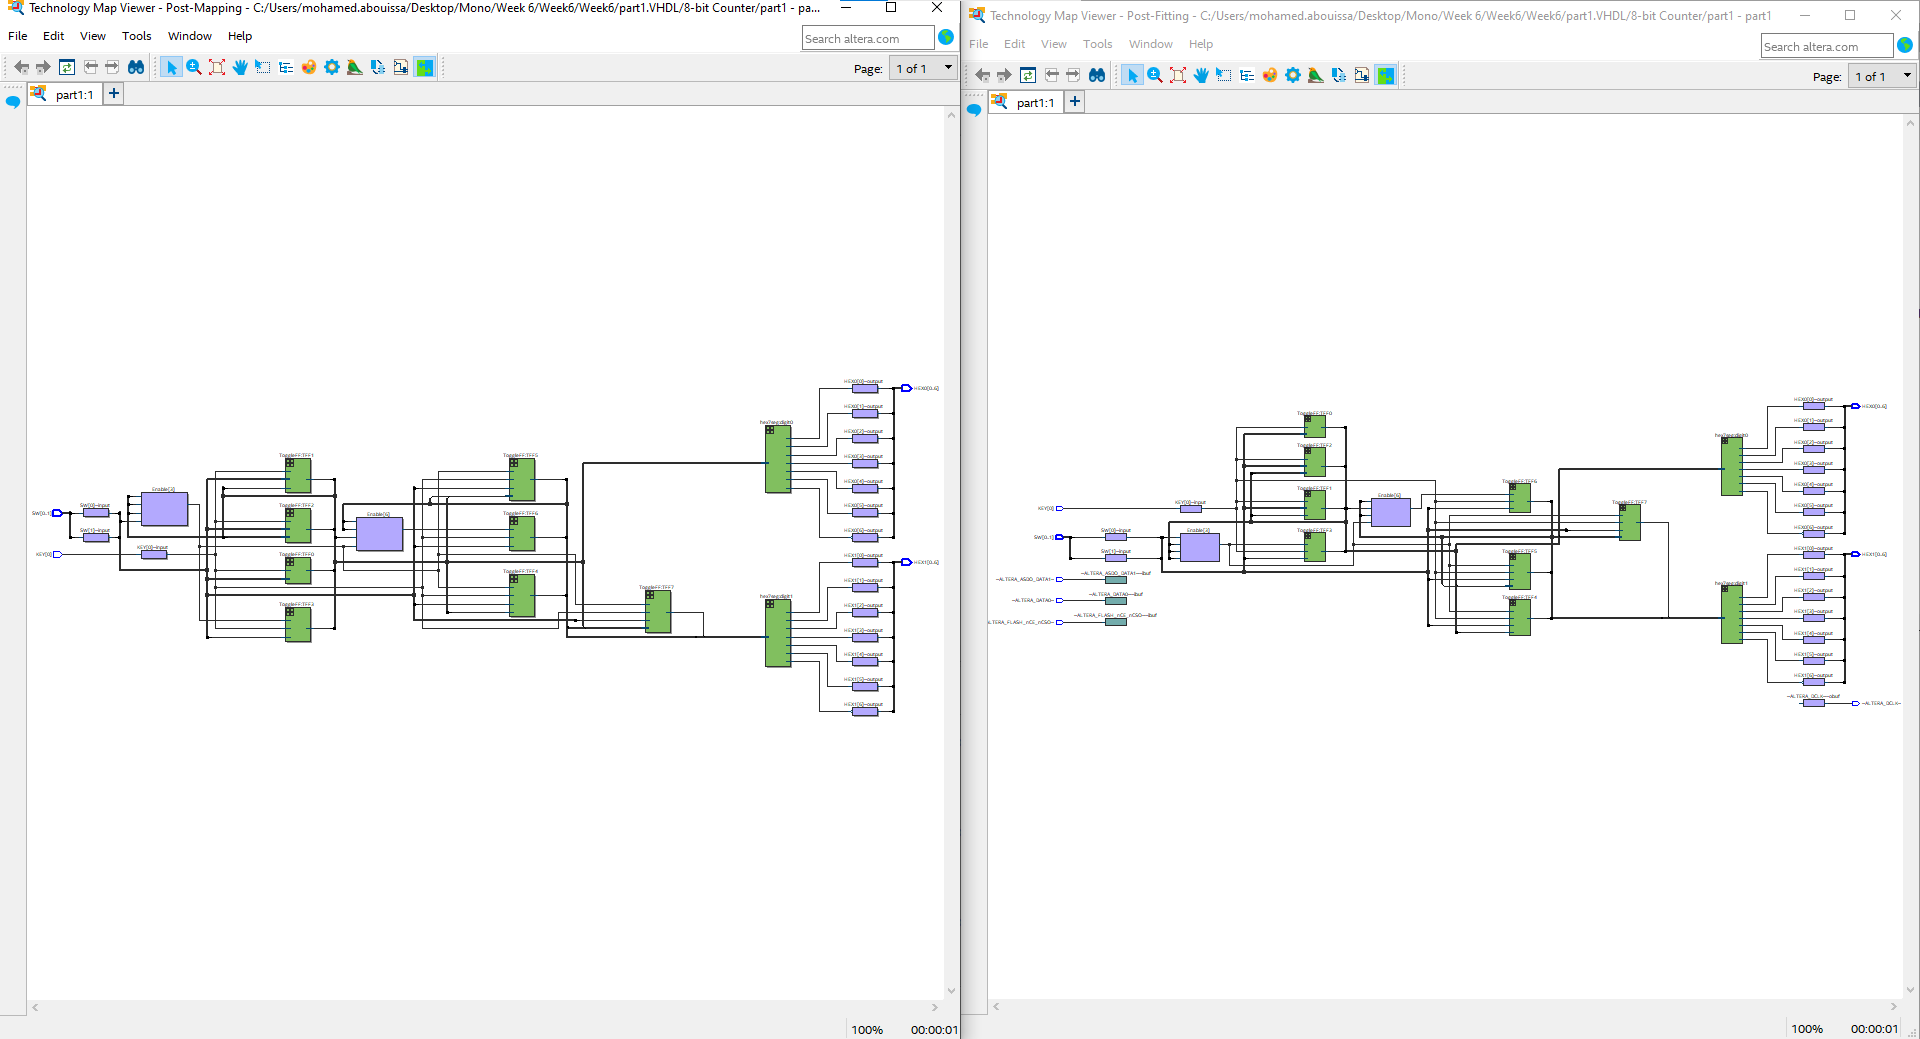 Technology Map Viewer - Post-Mapping - C:/Users/mohamed.abouissa/Desktop/Mono/Week 6/Week6/Week6/part1.VHDL/8-bit Counter/part1 - pa...
File Edit View Tools Window Help
Search altera.com
Page: 1 of 1
part1:1
HEX0[0]~output
HEX0[0..6]
HEX0[1]~output
hex7seg:digit0
HEX0[2]~output
HEX0[3]~output
HEX0[4]~output
HEX0[5]~output
HEX0[6]~output
ToggleFF:TFF1
ToggleFF:TFF5
Enable[3]
SW[0..1]
SW[0]~input
ToggleFF:TFF2
Enable[6]
ToggleFF:TFF6
SW[1]~input
KEY[0]
KEY[0]~input
ToggleFF:TFF0
HEX1[0]~output
HEX1[0..6]
ToggleFF:TFF4
HEX1[1]~output
ToggleFF:TFF7
hex7seg:digit1
ToggleFF:TFF3
HEX1[2]~output
HEX1[3]~output
HEX1[4]~output
HEX1[5]~output
HEX1[6]~output
100% 00:00:01
Technology Map Viewer - Post-Fitting - C:/Users/mohamed.abouissa/Desktop/Mono/Week 6/Week6/Week6/part1.VHDL/8-bit Counter/part1 - part1
File Edit View Tools Window Help
Search altera.com
Page: 1 of 1
part1:1
HEX0[0]~output
HEX0[0..6]
ToggleFF:TFF0
HEX0[1]~output
hex7seg:digit0
HEX0[2]~output
ToggleFF:TFF2
HEX0[3]~output
HEX0[4]~output
ToggleFF:TFF6
ToggleFF:TFF1
Enable[6]
HEX0[5]~output
KEY[0]
KEY[0]~input
ToggleFF:TFF7
HEX0[6]~output
SW[0..1]
SW[0]~input
Enable[3]
ToggleFF:TFF3
SW[1]~input
ToggleFF:TFF5
HEX1[0]~output
HEX1[0..6]
~ALTERA_ASDO_DATA1~
~ALTERA_ASDO_DATA1~~ibuf
HEX1[1]~output
hex7seg:digit1
~ALTERA_DATA0~
~ALTERA_DATA0~~ibuf
ToggleFF:TFF4
HEX1[2]~output
HEX1[3]~output
LTERA_FLASH_nCE_nCSO~
~ALTERA_FLASH_nCE_nCSO~~ibuf
HEX1[4]~output
HEX1[5]~output
HEX1[6]~output
~ALTERA_DCLK~~obuf
~ALTERA_DCLK~
100% 00:00:01